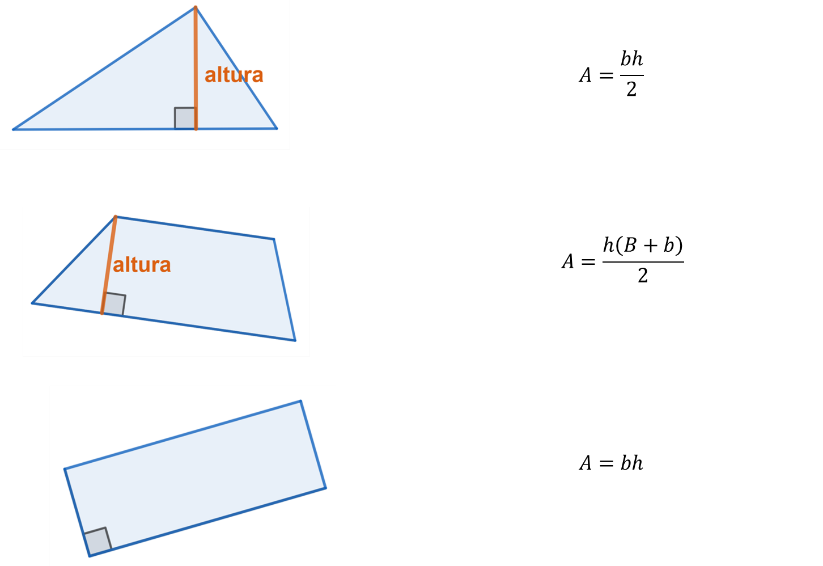 altura
A = bh/2
altura
A = h(B + b)/2
A = bh